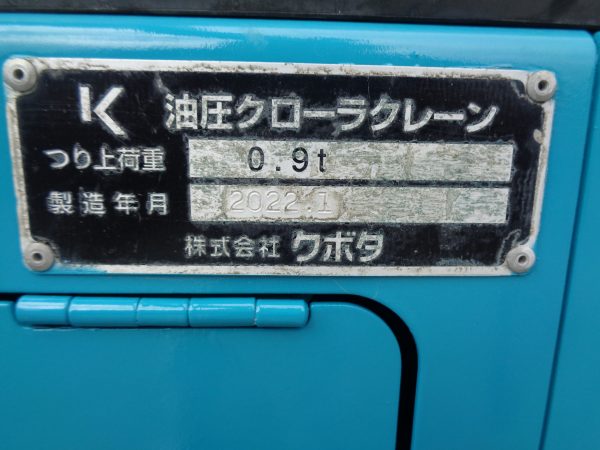 K 油圧クローラクレーン
つり上荷重 0.9t
製造年月 2022.1
株式会社 クボタ